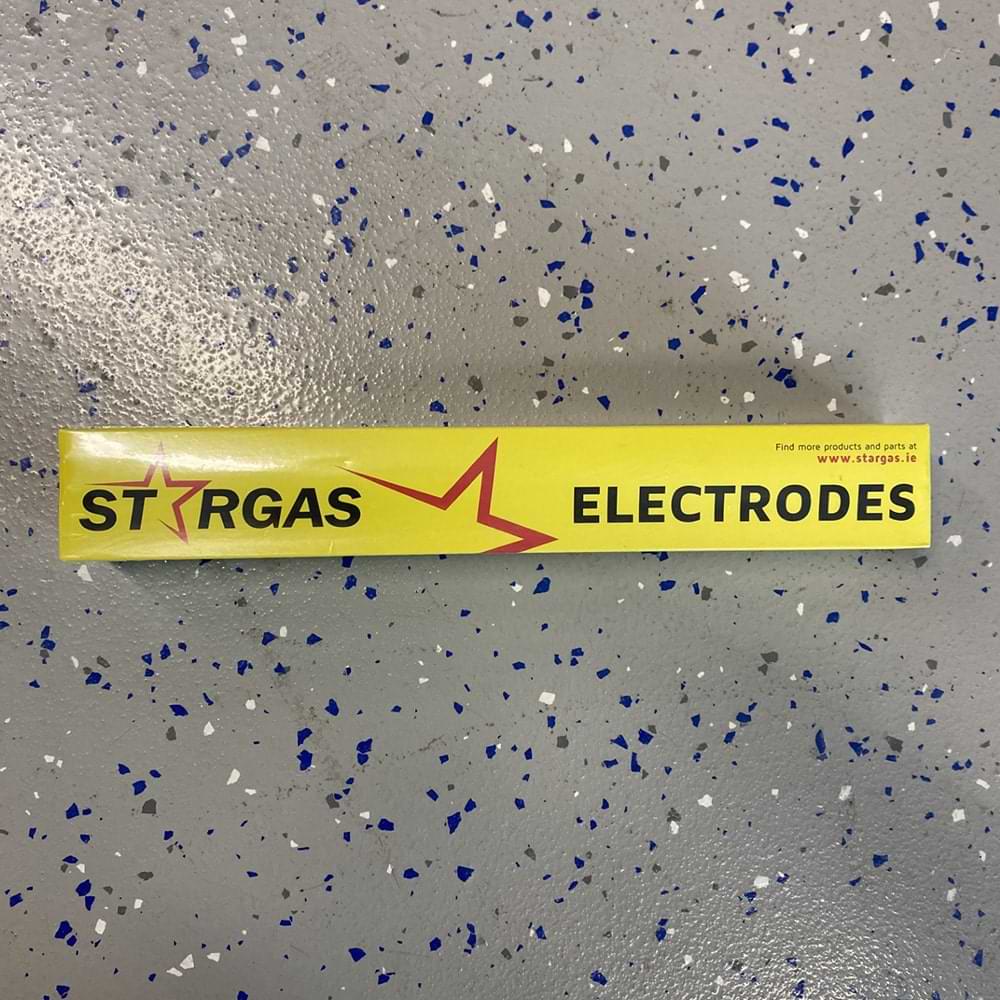 STARGAS
Find more products and parts at
www.stargas.ie
ELECTRODES